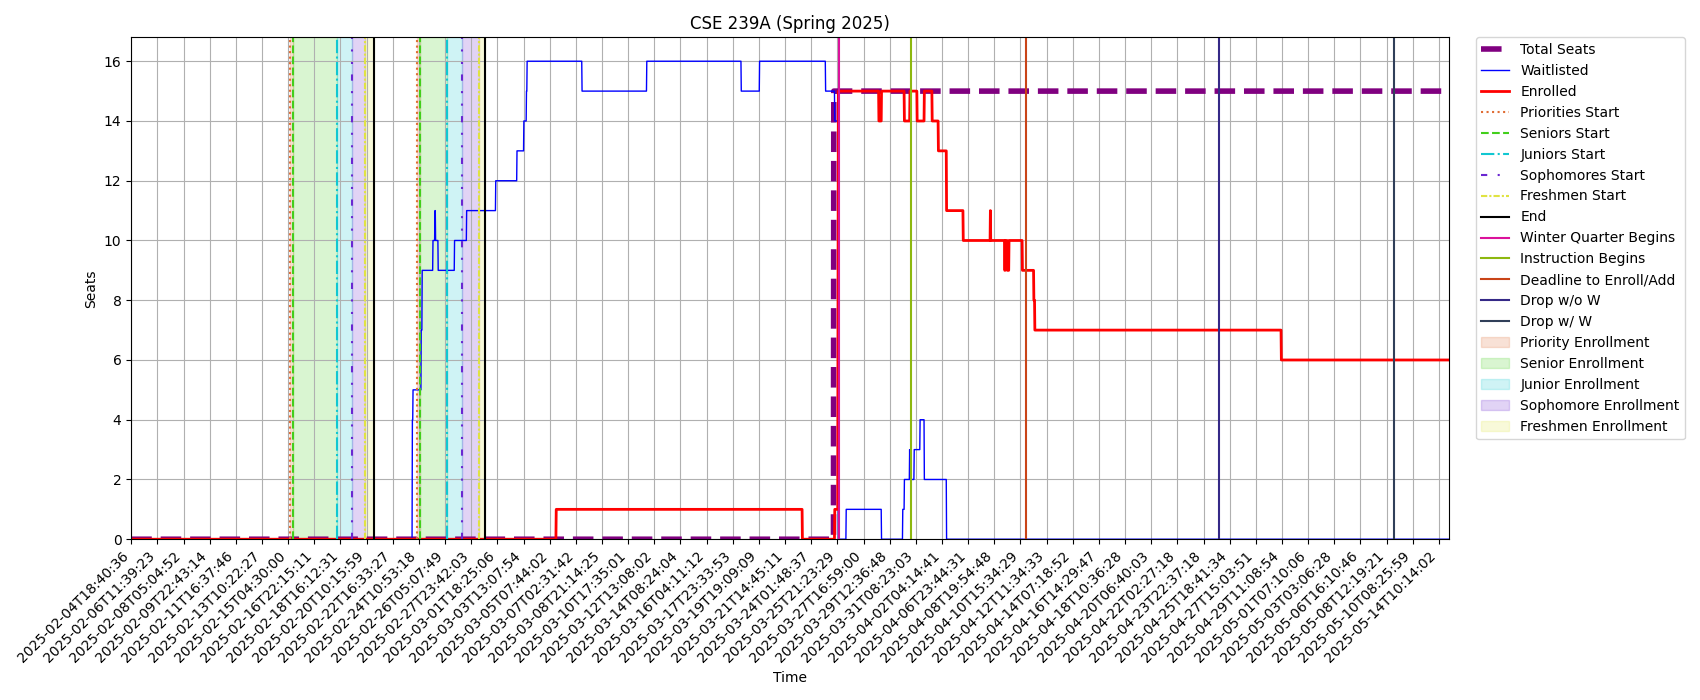 CSE 239A (Spring 2025)
Seats
16
14
12
10
8
6
4
2
0
2025-02-04T18:40:36
2025-02-06T11:39:23
2025-02-08T05:04:52
2025-02-09T22:43:14
2025-02-11T16:37:46
2025-02-13T10:22:27
2025-02-15T04:30:00
2025-02-16T22:15:11
2025-02-18T16:12:31
2025-02-20T10:15:59
2025-02-22T16:33:27
2025-02-24T10:53:18
2025-02-26T05:07:49
2025-02-27T23:42:03
2025-03-01T18:25:06
2025-03-03T13:07:54
2025-03-05T07:44:02
2025-03-07T02:31:42
2025-03-08T21:14:25
2025-03-10T17:35:01
2025-03-12T13:08:02
2025-03-14T08:24:04
2025-03-16T04:11:12
2025-03-17T23:33:53
2025-03-19T19:09:09
2025-03-21T14:45:11
2025-03-24T01:48:37
2025-03-25T21:23:29
2025-03-27T16:59:00
2025-03-29T12:36:48
2025-03-31T08:23:03
2025-04-02T04:14:41
2025-04-06T23:44:31
2025-04-08T19:54:48
2025-04-10T15:34:29
2025-04-12T11:34:33
2025-04-14T07:18:52
2025-04-16T14:29:47
2025-04-18T10:36:28
2025-04-20T06:40:03
2025-04-22T02:27:18
2025-04-23T22:37:18
2025-04-25T18:41:34
2025-04-27T15:03:51
2025-04-29T11:08:54
2025-05-01T07:10:06
2025-05-03T03:06:28
2025-05-06T16:10:46
2025-05-08T12:19:21
2025-05-10T08:25:59
2025-05-14T10:14:02
Time
Total Seats
Waitlisted
Enrolled
Priorities Start
Seniors Start
Juniors Start
Sophomores Start
Freshmen Start
End
Winter Quarter Begins
Instruction Begins
Deadline to Enroll/Add
Drop w/o W
Drop w/ W
Priority Enrollment
Senior Enrollment
Junior Enrollment
Sophomore Enrollment
Freshmen Enrollment